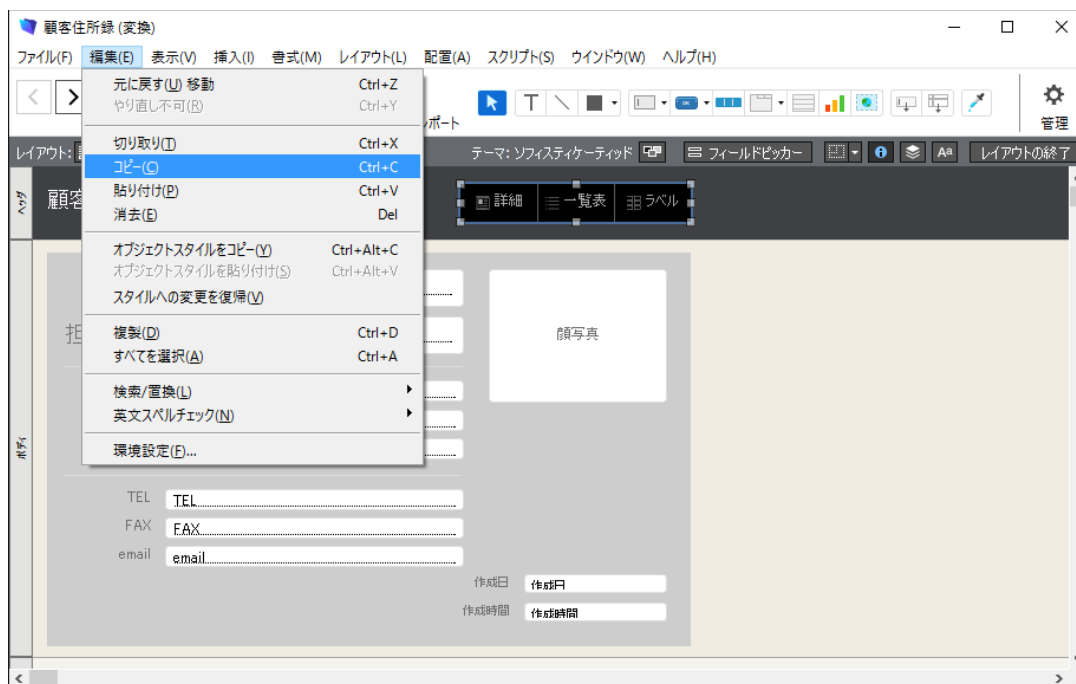 顧客住所録 (変換)
ファイル(F) 編集(E) 表示(V) 挿入(I) 書式(M) レイアウト(L) 配置(A) スクリプト(S) ウインドウ(W) ヘルプ(H)
元に戻す(U) 移動 Ctrl+Z
やり直し不可(R) Ctrl+Y
切り取り(T) Ctrl+X
コピー(C) Ctrl+C
貼り付け(P) Ctrl+V
消去(E) Del
オブジェクトスタイルをコピー(Y) Ctrl+Alt+C
オブジェクトスタイルを貼り付け(S) Ctrl+Alt+V
スタイルへの変更を復帰(V)
複製(D) Ctrl+D
すべてを選択(A) Ctrl+A
検索/置換(L)
英文スペルチェック(N)
環境設定(F)...
ポート
管理
レイアウト:
テーマ: ソフィスティケーティッド フィールドピッカー Aa レイアウトの終了
ヘッダ
顧客
詳細 一覧表 ラベル
担
顔写真
ボディ
TEL TEL
FAX FAX
email email
作成日 作成日
作成時間 作成時間